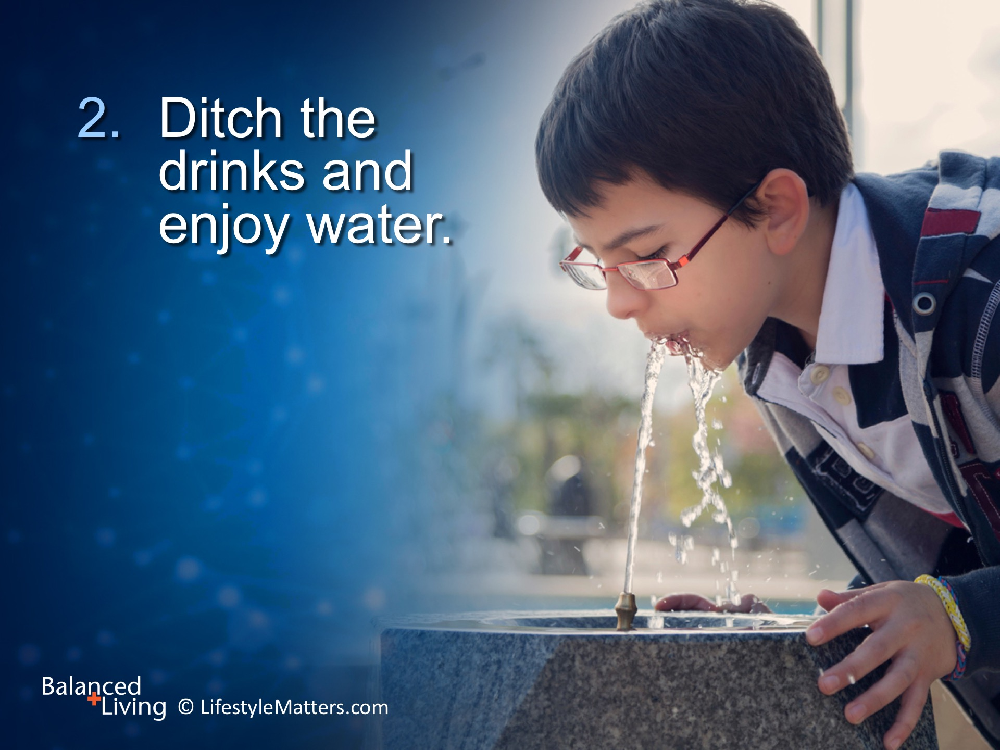 2. Ditch the
drinks and
enjoy water.
Balanced
Living © LifestyleMatters.com